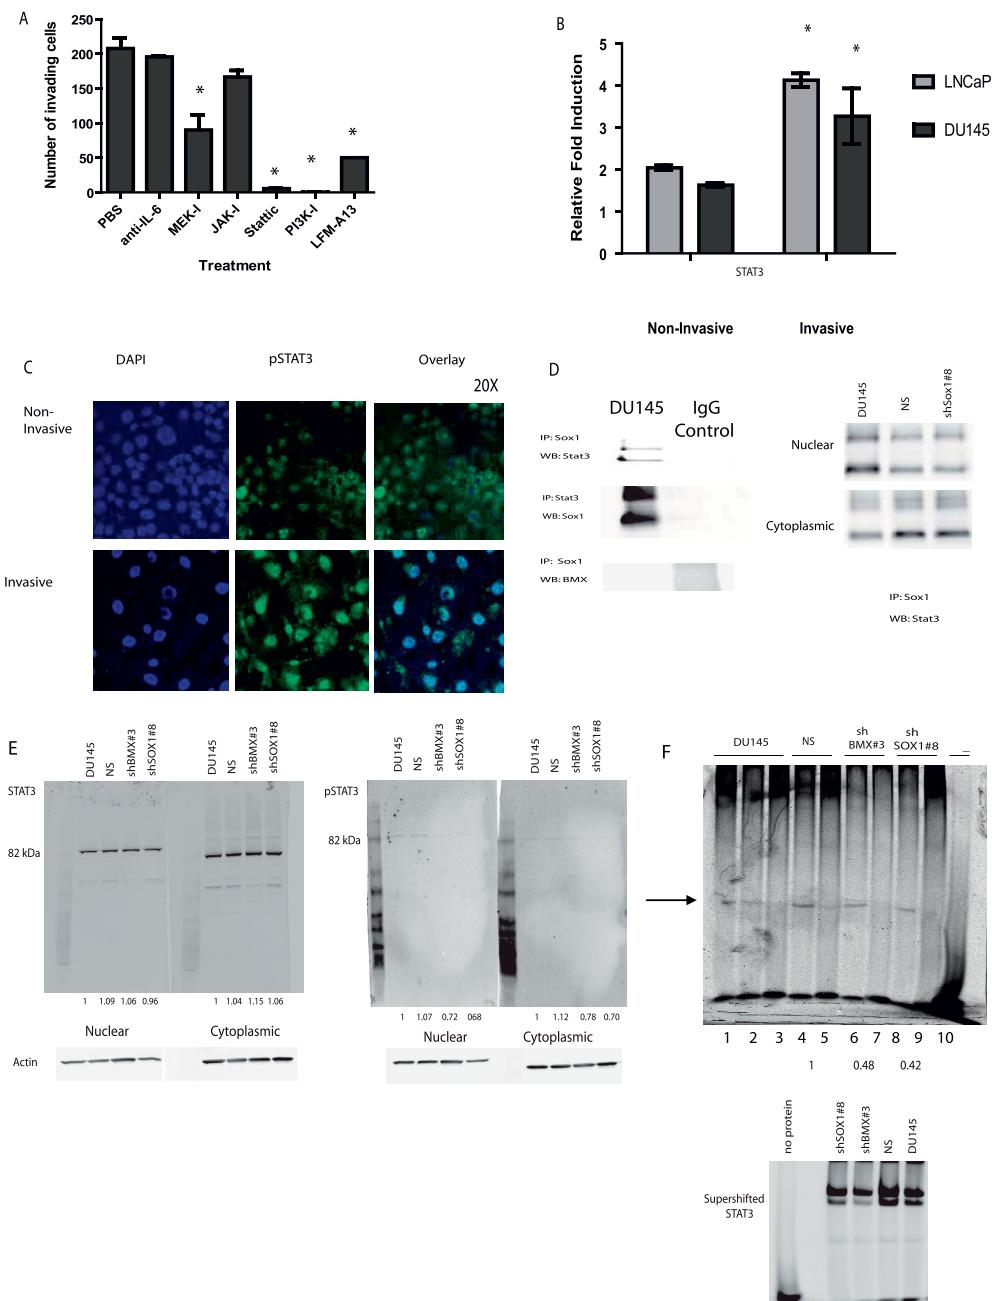 A
Number of invading cells
250
200
150
100
50
0
*
*
*
*
PBS
anti-IL-6
MEK-I
JAK-I
Stattic
PI3K-I
LFM-A13
Treatment
B
Relative Fold Induction
5
4
3
2
1
0
*
*
LNCaP
DU145
STAT3
Non-Invasive
Invasive
C
DAPI
pSTAT3
Overlay
20X
Non-
Invasive
Invasive
D
DU145
IgG
Control
IP: Sox1
WB: Stat3
IP: Stat3
WB: Sox1
IP: Sox1
WB: BMX
DU145
NS
shSox1#8
Nuclear
Cytoplasmic
IP: Sox1
WB: Stat3
E
DU145
NS
shBMX#3
shSOX1#8
DU145
NS
shBMX#3
shSOX1#8
STAT3
82 kDa
1 1.09 1.06 0.96
1 1.04 1.15 1.06
Nuclear
Cytoplasmic
Actin
DU145
NS
shBMX#3
shSOX1#8
DU145
NS
shBMX#3
shSOX1#8
pSTAT3
82 kDa
1 1.07 0.72 068
1 1.12 0.78 0.70
Nuclear
Cytoplasmic
F
DU145
NS
sh
BMX#3
sh
SOX1#8
–
1 2 3 4 5 6 7 8 9 10
1 0.48 0.42
no protein
shSOX1#8
shBMX#3
NS
DU145
Supershifted
STAT3